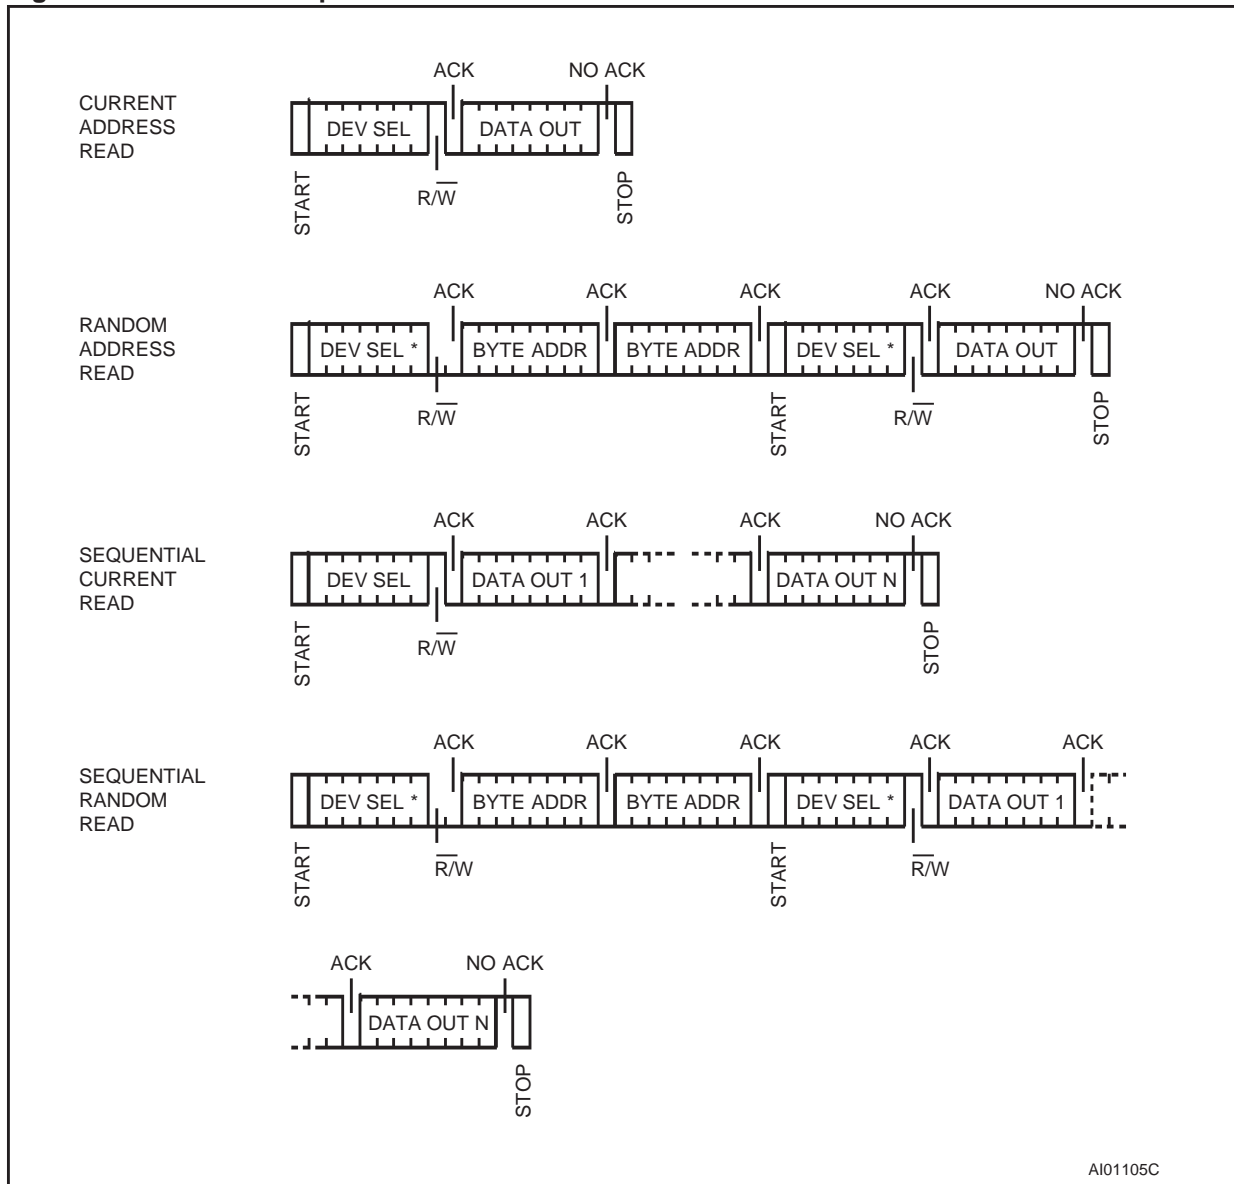 ACK NO ACK
CURRENT
ADDRESS
READ
DEV SEL DATA OUT
START R/W̅ STOP
ACK ACK ACK ACK NO ACK
RANDOM
ADDRESS
READ
DEV SEL * BYTE ADDR BYTE ADDR DEV SEL * DATA OUT
START R/W̅ START R/W̅ STOP
ACK ACK ACK NO ACK
SEQUENTIAL
CURRENT
READ
DEV SEL DATA OUT 1 DATA OUT N
START R/W̅ STOP
ACK ACK ACK ACK ACK
SEQUENTIAL
RANDOM
READ
DEV SEL * BYTE ADDR BYTE ADDR DEV SEL * DATA OUT 1
START R̅/W START R̅/W
ACK NO ACK
DATA OUT N
STOP
AI01105C